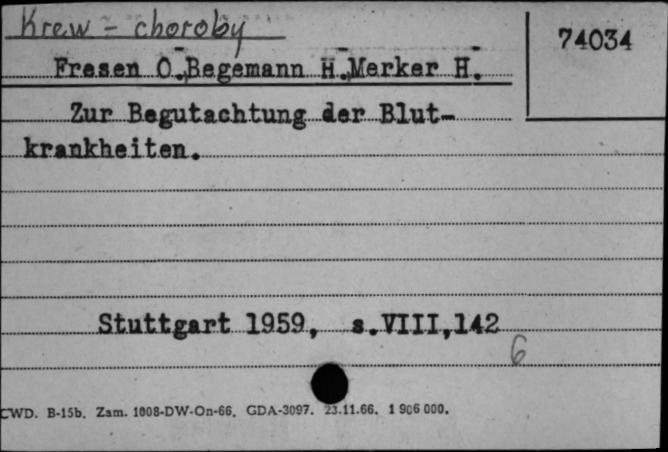 Krew - choroby
74034
Fresen O.,Begemann H.,Merker H.
Zur Begutachtung der Blut-
krankheiten.
Stuttgart 1959, s.VIII,142
6
CWD. B-15b. Zam. 1008-DW-On-66. GDA-3097. 23.11.66. 1 906 000.